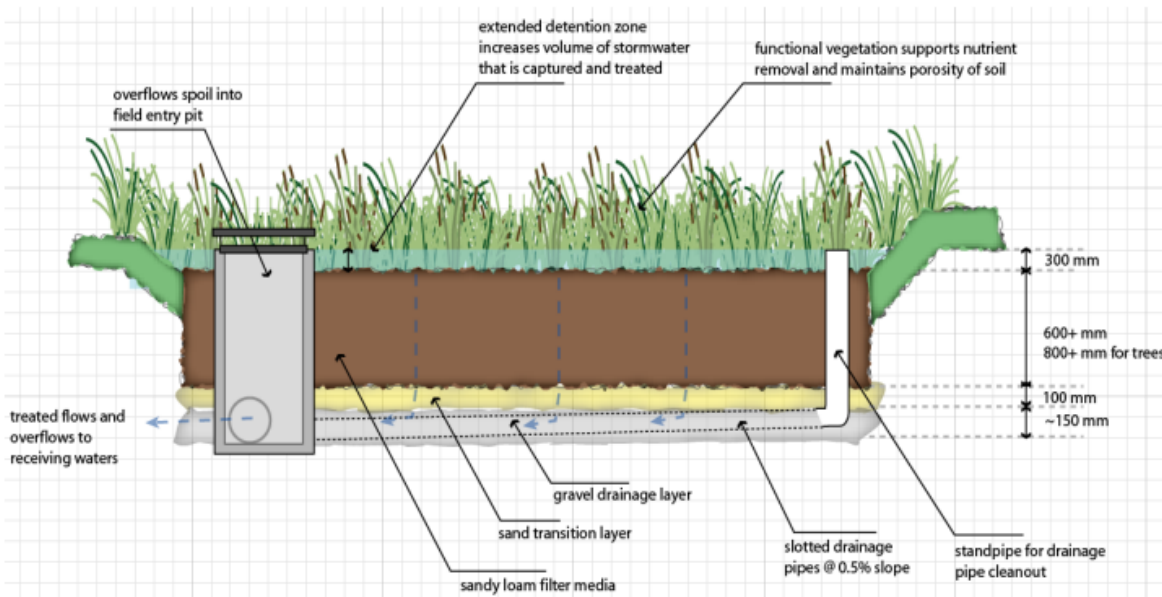 extended detention zone
increases volume of stormwater
that is captured and treated
functional vegetation supports nutrient
removal and maintains porosity of soil
overflows spoil into
field entry pit
300 mm
600+ mm
800+ mm for trees
100 mm
~150 mm
treated flows and
overflows to
receiving waters
gravel drainage layer
sand transition layer
sandy loam filter media
slotted drainage
pipes @ 0.5% slope
standpipe for drainage
pipe cleanout